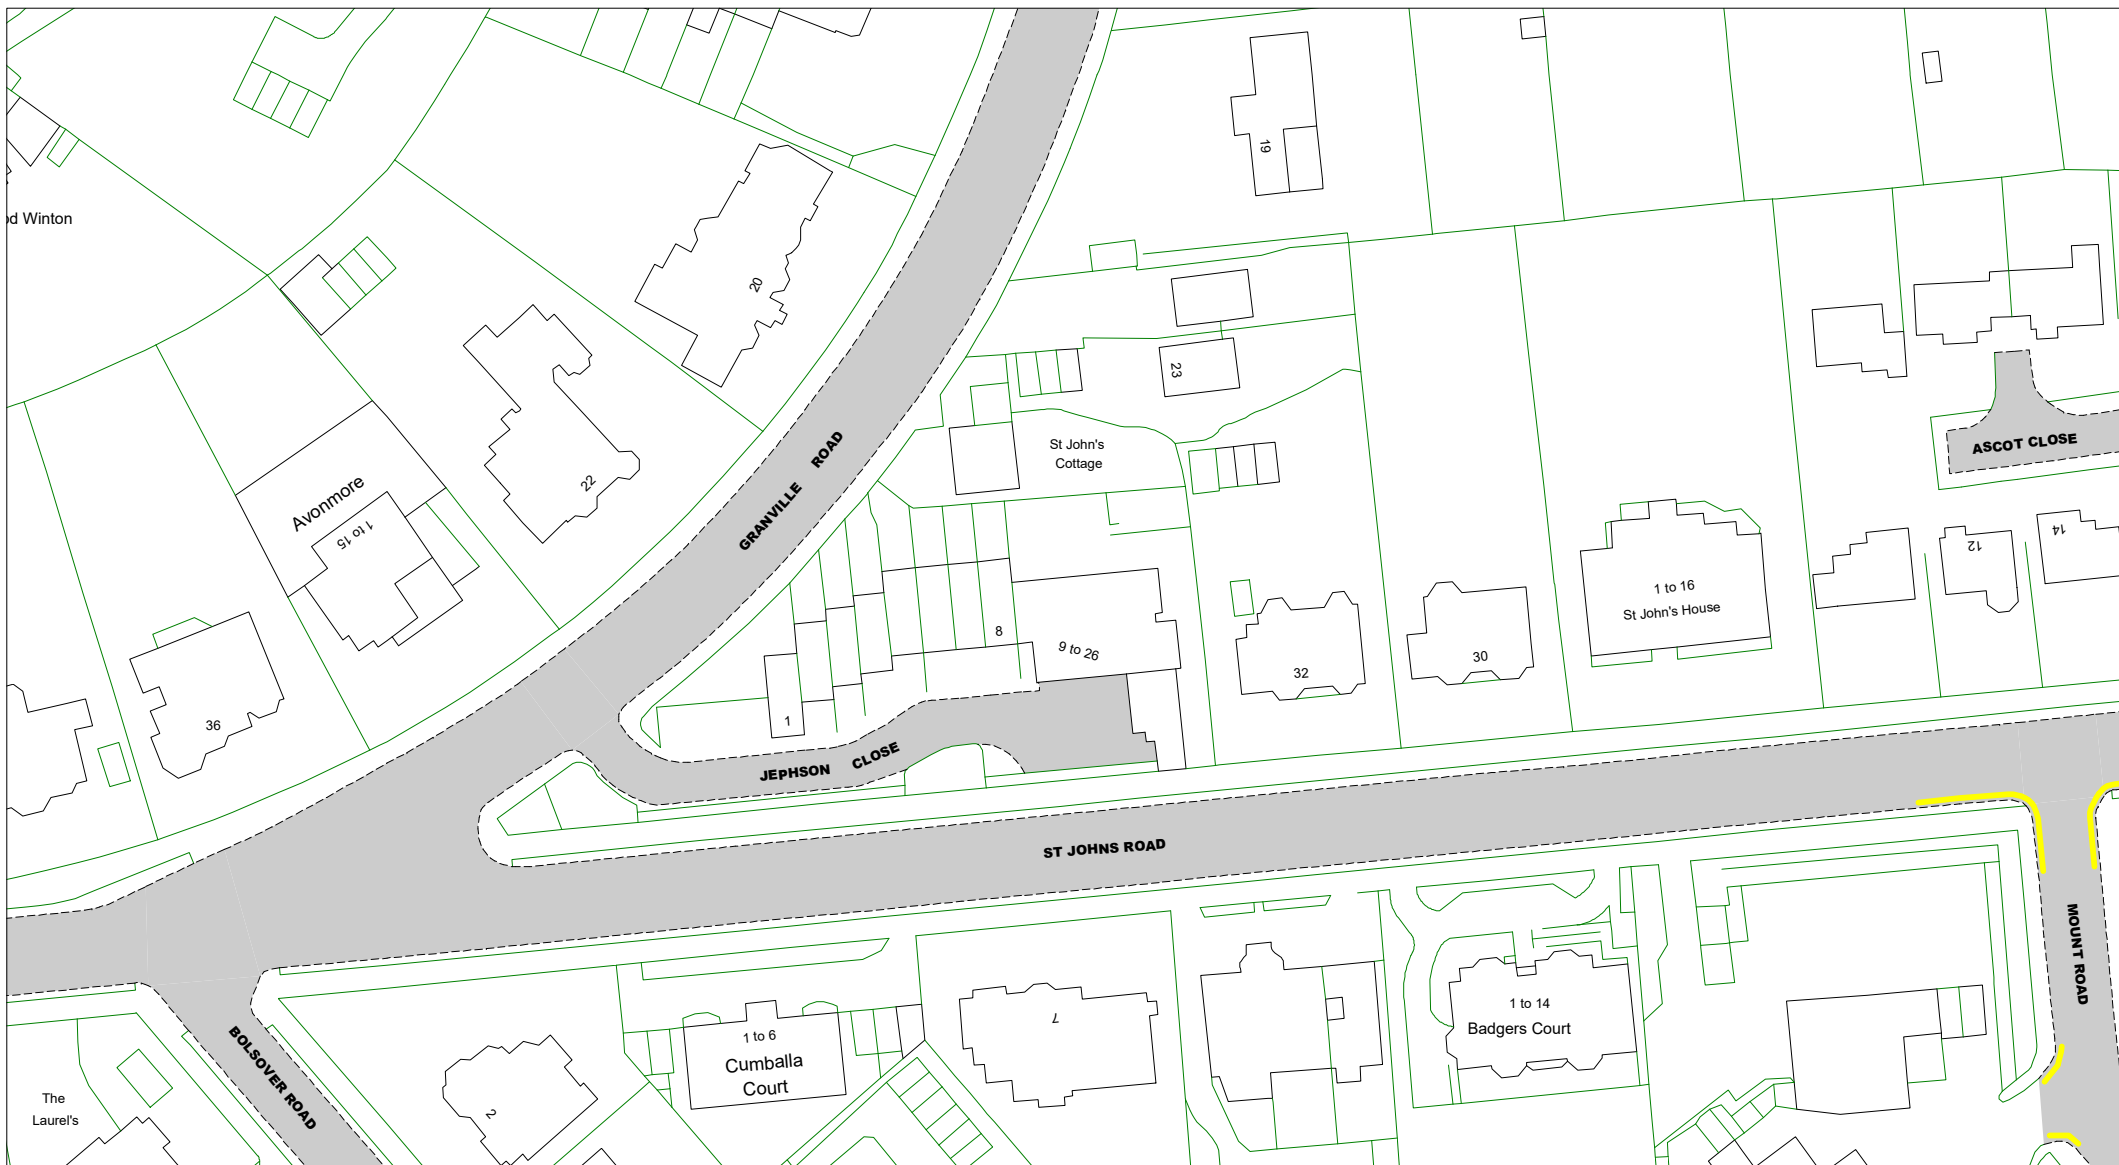 19
od Winton
20
GRANVILLE ROAD
23
St John's
Cottage
ASCOT CLOSE
22
Avonmore
1 to 15
12
14
1 to 16
St John's House
8
9 to 26
32
30
36
1
JEPHSON CLOSE
ST JOHNS ROAD
MOUNT ROAD
1 to 14
Badgers Court
7
1 to 6
Cumballa
Court
BOLSOVER ROAD
2
The
Laurel's